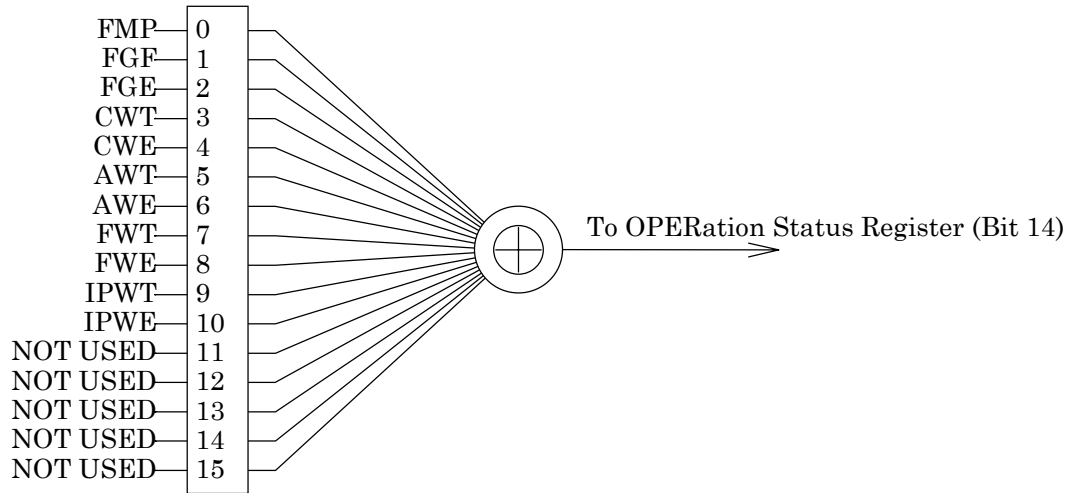 FMP 0
FGF 1
FGE 2
CWT 3
CWE 4
AWT 5
AWE 6
FWT 7
To OPERation Status Register (Bit 14)
FWE 8
IPWT 9
IPWE 10
NOT USED 11
NOT USED 12
NOT USED 13
NOT USED 14
NOT USED 15